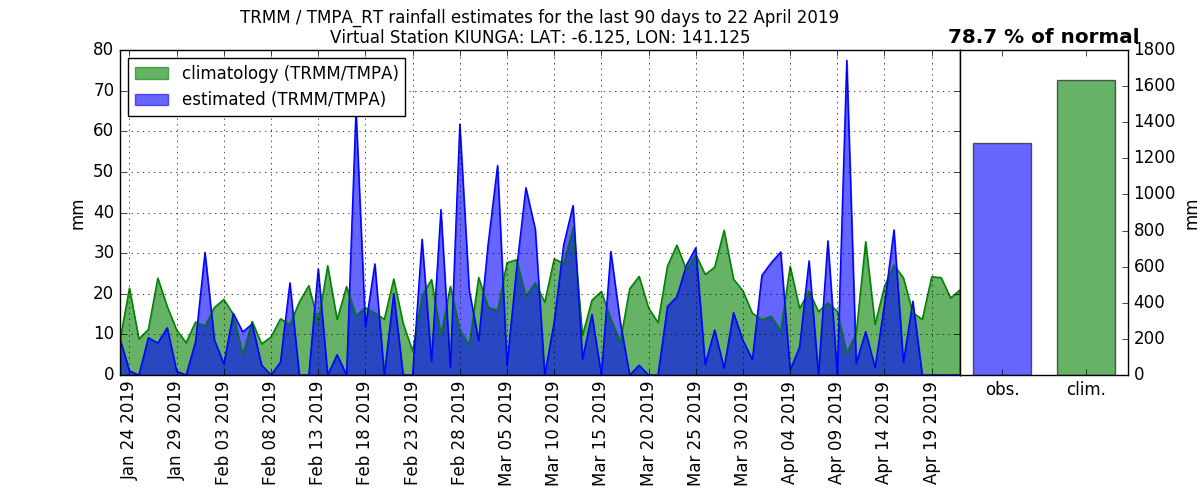 TRMM / TMPA_RT rainfall estimates for the last 90 days to 22 April 2019
Virtual Station KIUNGA: LAT: -6.125, LON: 141.125
78.7 % of normal
climatology (TRMM/TMPA)
estimated (TRMM/TMPA)
80
70
60
50
40
30
20
10
0
mm
Jan 24 2019
Jan 29 2019
Feb 03 2019
Feb 08 2019
Feb 13 2019
Feb 18 2019
Feb 23 2019
Feb 28 2019
Mar 05 2019
Mar 10 2019
Mar 15 2019
Mar 20 2019
Mar 25 2019
Mar 30 2019
Apr 04 2019
Apr 09 2019
Apr 14 2019
Apr 19 2019
obs.
clim.
1800
1600
1400
1200
1000
800
600
400
200
0
mm